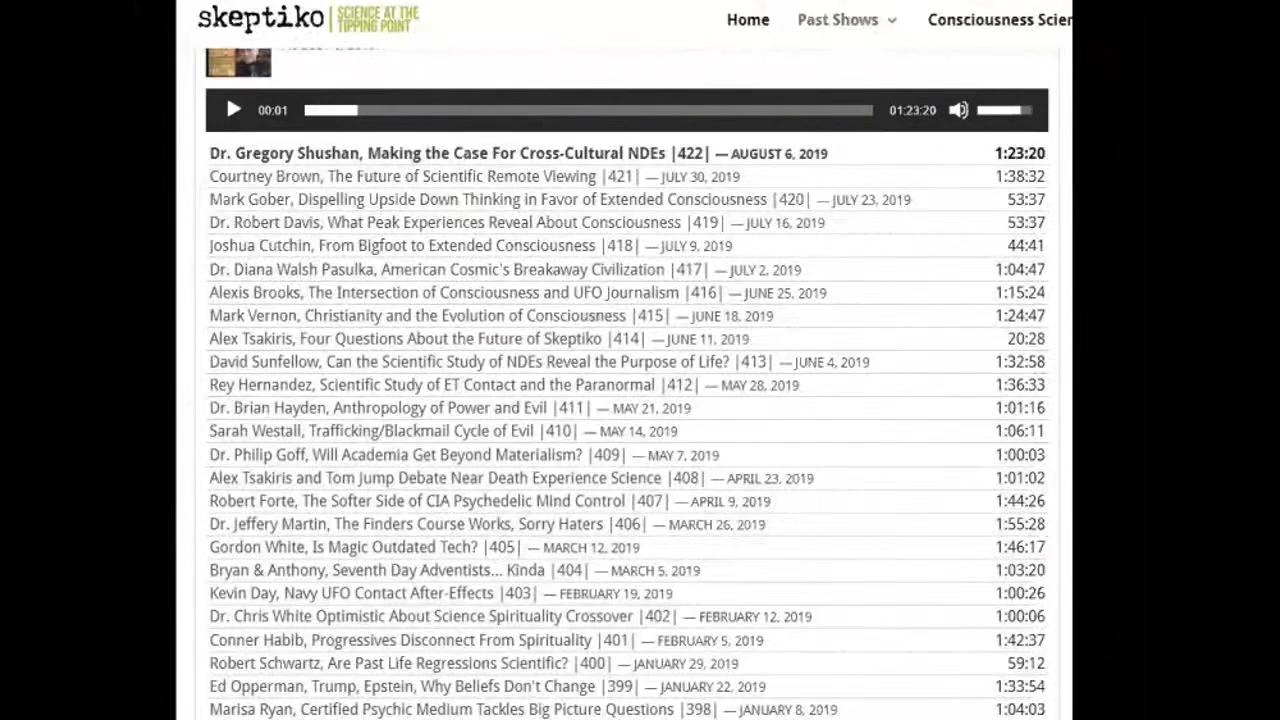 skeptiko SCIENCE AT THE TIPPING POINT Home Past Shows Consciousness Scien
00:01 01:23:20
Dr. Gregory Shushan, Making the Case For Cross-Cultural NDEs |422| — AUGUST 6, 2019 1:23:20
Courtney Brown, The Future of Scientific Remote Viewing |421| — JULY 30, 2019 1:38:32
Mark Gober, Dispelling Upside Down Thinking in Favor of Extended Consciousness |420| — JULY 23, 2019 53:37
Dr. Robert Davis, What Peak Experiences Reveal About Consciousness |419| — JULY 16, 2019 53:37
Joshua Cutchin, From Bigfoot to Extended Consciousness |418| — JULY 9, 2019 44:41
Dr. Diana Walsh Pasulka, American Cosmic's Breakaway Civilization |417| — JULY 2, 2019 1:04:47
Alexis Brooks, The Intersection of Consciousness and UFO Journalism |416| — JUNE 25, 2019 1:15:24
Mark Vernon, Christianity and the Evolution of Consciousness |415| — JUNE 18, 2019 1:24:47
Alex Tsakiris, Four Questions About the Future of Skeptiko |414| — JUNE 11, 2019 20:28
David Sunfellow, Can the Scientific Study of NDEs Reveal the Purpose of Life? |413| — JUNE 4, 2019 1:32:58
Rey Hernandez, Scientific Study of ET Contact and the Paranormal |412| — MAY 28, 2019 1:36:33
Dr. Brian Hayden, Anthropology of Power and Evil |411| — MAY 21, 2019 1:01:16
Sarah Westall, Trafficking/Blackmail Cycle of Evil |410| — MAY 14, 2019 1:06:11
Dr. Philip Goff, Will Academia Get Beyond Materialism? |409| — MAY 7, 2019 1:00:03
Alex Tsakiris and Tom Jump Debate Near Death Experience Science |408| — APRIL 23, 2019 1:01:02
Robert Forte, The Softer Side of CIA Psychedelic Mind Control |407| — APRIL 9, 2019 1:44:26
Dr. Jeffery Martin, The Finders Course Works, Sorry Haters |406| — MARCH 26, 2019 1:55:28
Gordon White, Is Magic Outdated Tech? |405| — MARCH 12, 2019 1:46:17
Bryan & Anthony, Seventh Day Adventists... Kinda |404| — MARCH 5, 2019 1:03:20
Kevin Day, Navy UFO Contact After-Effects |403| — FEBRUARY 19, 2019 1:00:26
Dr. Chris White Optimistic About Science Spirituality Crossover |402| — FEBRUARY 12, 2019 1:00:06
Conner Habib, Progressives Disconnect From Spirituality |401| — FEBRUARY 5, 2019 1:42:37
Robert Schwartz, Are Past Life Regressions Scientific? |400| — JANUARY 29, 2019 59:12
Ed Opperman, Trump, Epstein, Why Beliefs Don't Change |399| — JANUARY 22, 2019 1:33:54
Marisa Ryan, Certified Psychic Medium Tackles Big Picture Questions |398| — JANUARY 8, 2019 1:04:03